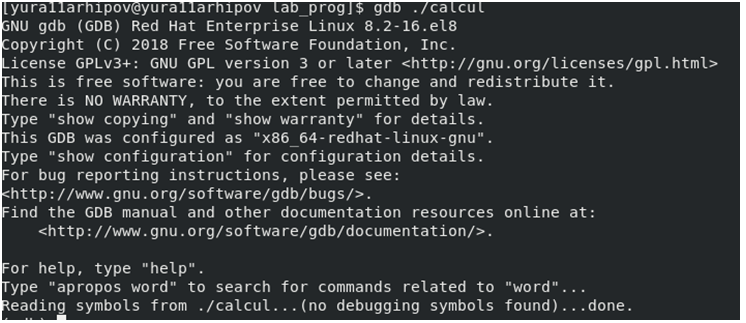 [yura11arhipov@yura11arhipov lab_prog]$ gdb ./calcul
GNU gdb (GDB) Red Hat Enterprise Linux 8.2-16.el8
Copyright (C) 2018 Free Software Foundation, Inc.
License GPLv3+: GNU GPL version 3 or later <http://gnu.org/licenses/gpl.html>
This is free software: you are free to change and redistribute it.
There is NO WARRANTY, to the extent permitted by law.
Type "show copying" and "show warranty" for details.
This GDB was configured as "x86_64-redhat-linux-gnu".
Type "show configuration" for configuration details.
For bug reporting instructions, please see:
<http://www.gnu.org/software/gdb/bugs/>.
Find the GDB manual and other documentation resources online at:
    <http://www.gnu.org/software/gdb/documentation/>.

For help, type "help".
Type "apropos word" to search for commands related to "word"...
Reading symbols from ./calcul...(no debugging symbols found)...done.